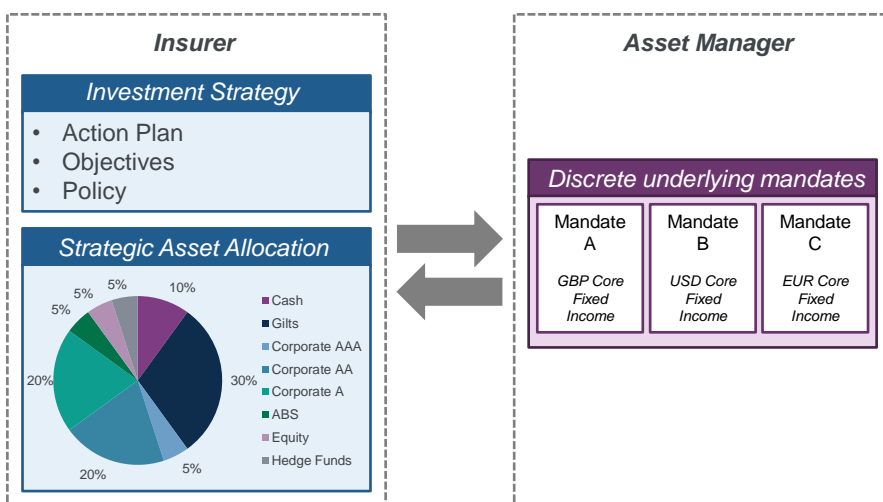 Insurer
Investment Strategy
• Action Plan
• Objectives
• Policy
Strategic Asset Allocation
10%
30%
5%
20%
20%
5%
5%
5%
Cash
Gilts
Corporate AAA
Corporate AA
Corporate A
ABS
Equity
Hedge Funds
Asset Manager
Discrete underlying mandates
Mandate
A
GBP Core
Fixed
Income
Mandate
B
USD Core
Fixed
Income
Mandate
C
EUR Core
Fixed
Income